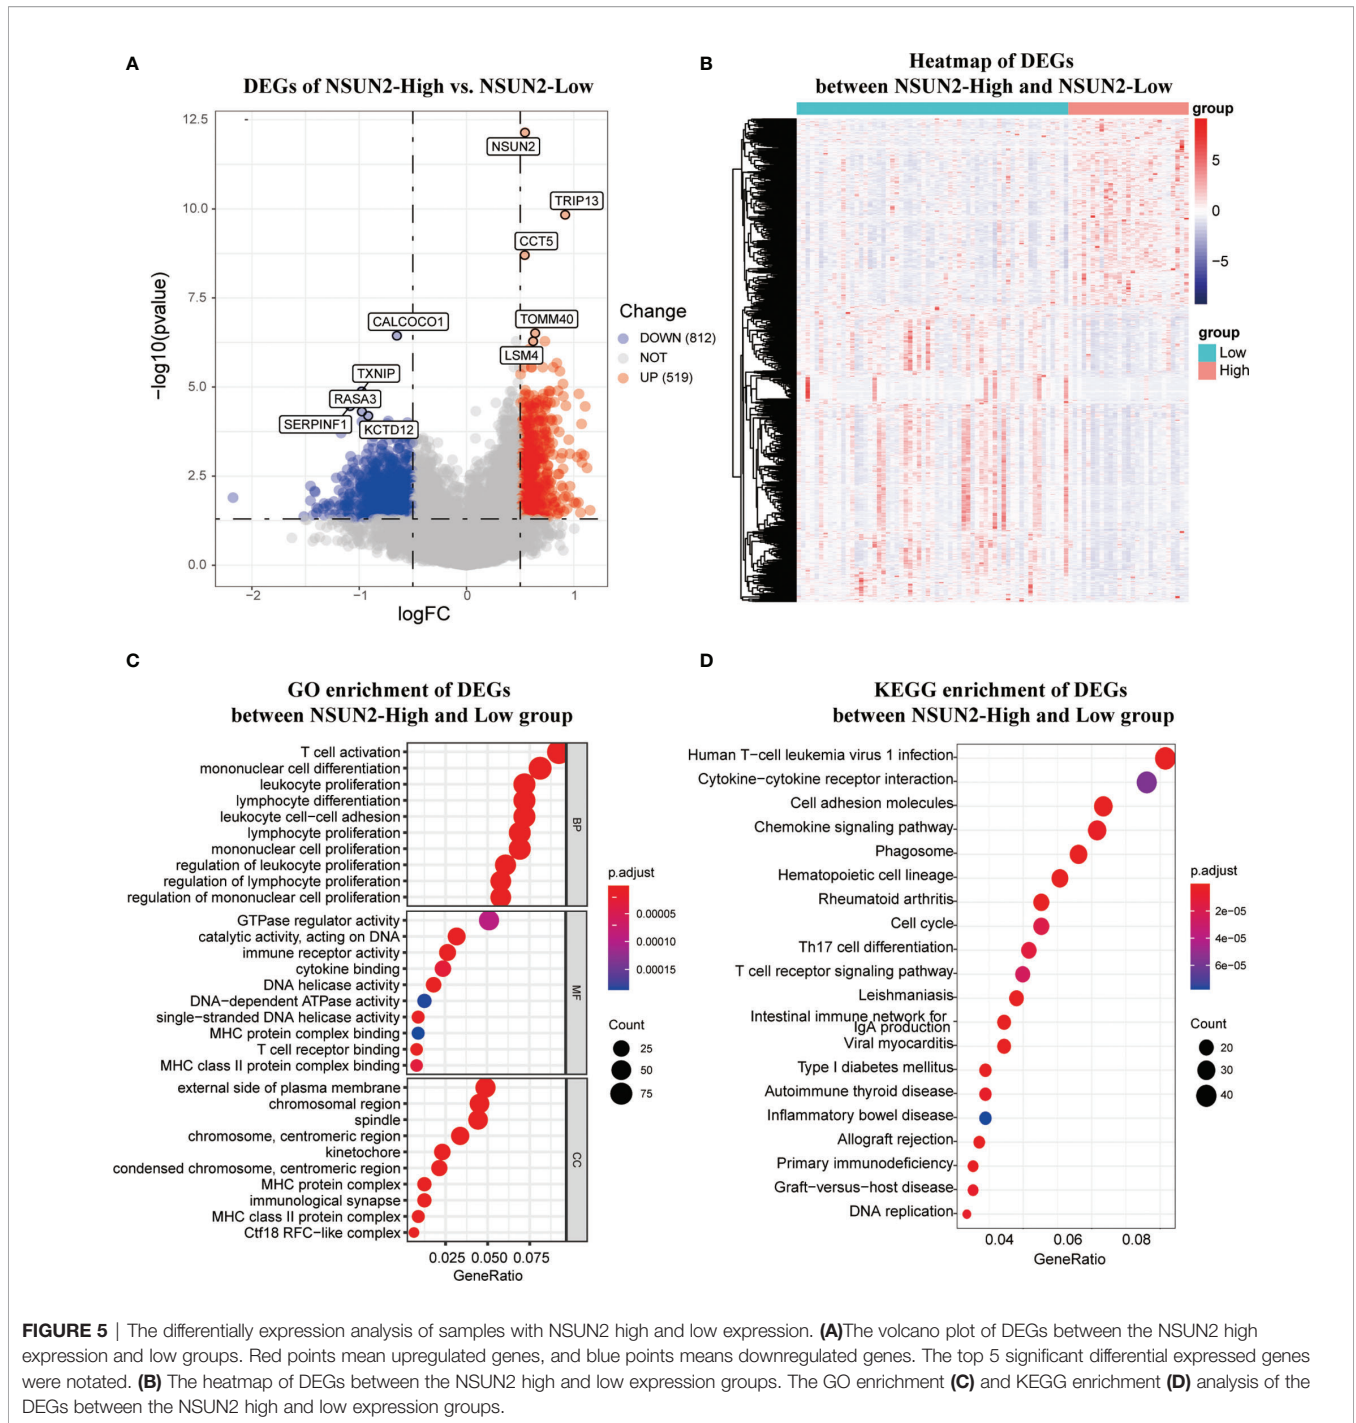 A
DEGs of NSUN2-High vs. NSUN2-Low
12.5
10.0
7.5
5.0
2.5
0.0
−log10(pvalue)
−2
−1
0
1
logFC
NSUN2
TRIP13
CCT5
CALCOCO1
TOMM40
LSM4
TXNIP
RASA3
SERPINF1
KCTD12
Change
DOWN (812)
NOT
UP (519)
B
Heatmap of DEGs
between NSUN2-High and NSUN2-Low
group
5
0
−5
group
Low
High
C
GO enrichment of DEGs
between NSUN2-High and Low group
T cell activation
mononuclear cell differentiation
leukocyte proliferation
lymphocyte differentiation
leukocyte cell−cell adhesion
lymphocyte proliferation
mononuclear cell proliferation
regulation of leukocyte proliferation
regulation of lymphocyte proliferation
regulation of mononuclear cell proliferation
BP
GTPase regulator activity
catalytic activity, acting on DNA
immune receptor activity
cytokine binding
DNA helicase activity
DNA−dependent ATPase activity
single−stranded DNA helicase activity
MHC protein complex binding
T cell receptor binding
MHC class II protein complex binding
MF
external side of plasma membrane
chromosomal region
spindle
chromosome, centromeric region
kinetochore
condensed chromosome, centromeric region
MHC protein complex
immunological synapse
MHC class II protein complex
Ctf18 RFC−like complex
CC
0.025 0.050 0.075
GeneRatio
p.adjust
0.00005
0.00010
0.00015
Count
25
50
75
D
KEGG enrichment of DEGs
between NSUN2-High and Low group
Human T−cell leukemia virus 1 infection
Cytokine−cytokine receptor interaction
Cell adhesion molecules
Chemokine signaling pathway
Phagosome
Hematopoietic cell lineage
Rheumatoid arthritis
Cell cycle
Th17 cell differentiation
T cell receptor signaling pathway
Leishmaniasis
Intestinal immune network for
IgA production
Viral myocarditis
Type I diabetes mellitus
Autoimmune thyroid disease
Inflammatory bowel disease
Allograft rejection
Primary immunodeficiency
Graft−versus−host disease
DNA replication
0.04 0.06 0.08
GeneRatio
p.adjust
2e−05
4e−05
6e−05
Count
20
30
40
FIGURE 5 | The differentially expression analysis of samples with NSUN2 high and low expression. (A)The volcano plot of DEGs between the NSUN2 high
expression and low groups. Red points mean upregulated genes, and blue points means downregulated genes. The top 5 significant differential expressed genes
were notated. (B) The heatmap of DEGs between the NSUN2 high and low expression groups. The GO enrichment (C) and KEGG enrichment (D) analysis of the
DEGs between the NSUN2 high and low expression groups.